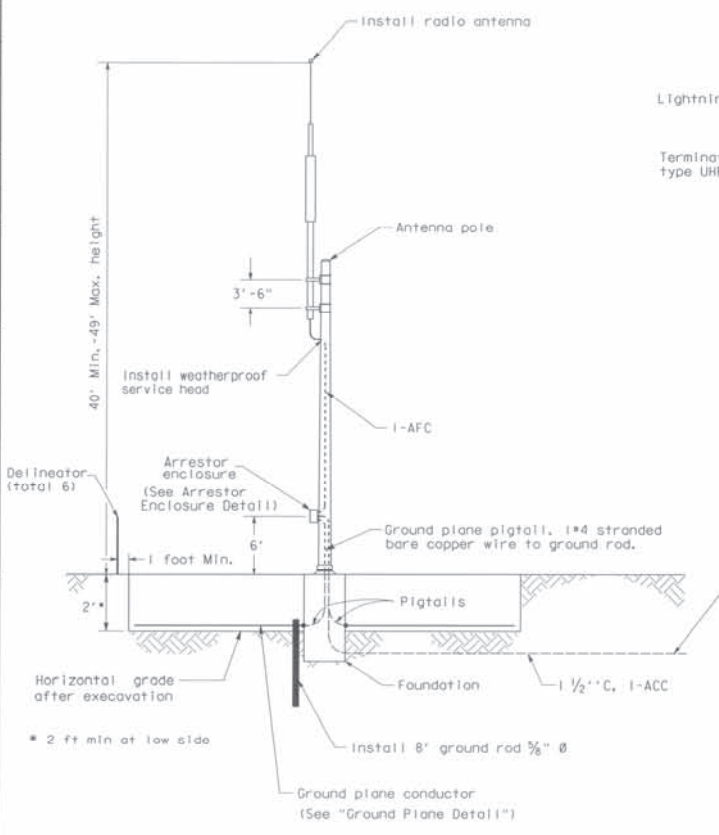 Install radio antenna
Lightnin
Termina
type UH
Antenna pole
3'-6"
40' Min.-49' Max. height
Install weatherproof
service head
1-AFC
Arrestor
enclosure
(See Arrestor
Enclosure Detail)
Delineator
(total 6)
6'
Ground plane pigtail, 1#4 stranded
bare copper wire to ground rod.
1 foot Min.
2'*
Pigtails
Horizontal grade
after execavation
Foundation
1 1/2''C, 1-ACC
* 2 ft min at low side
Install 8' ground rod 5/8" Ø
Ground plane conductor
(See "Ground Plane Detail")